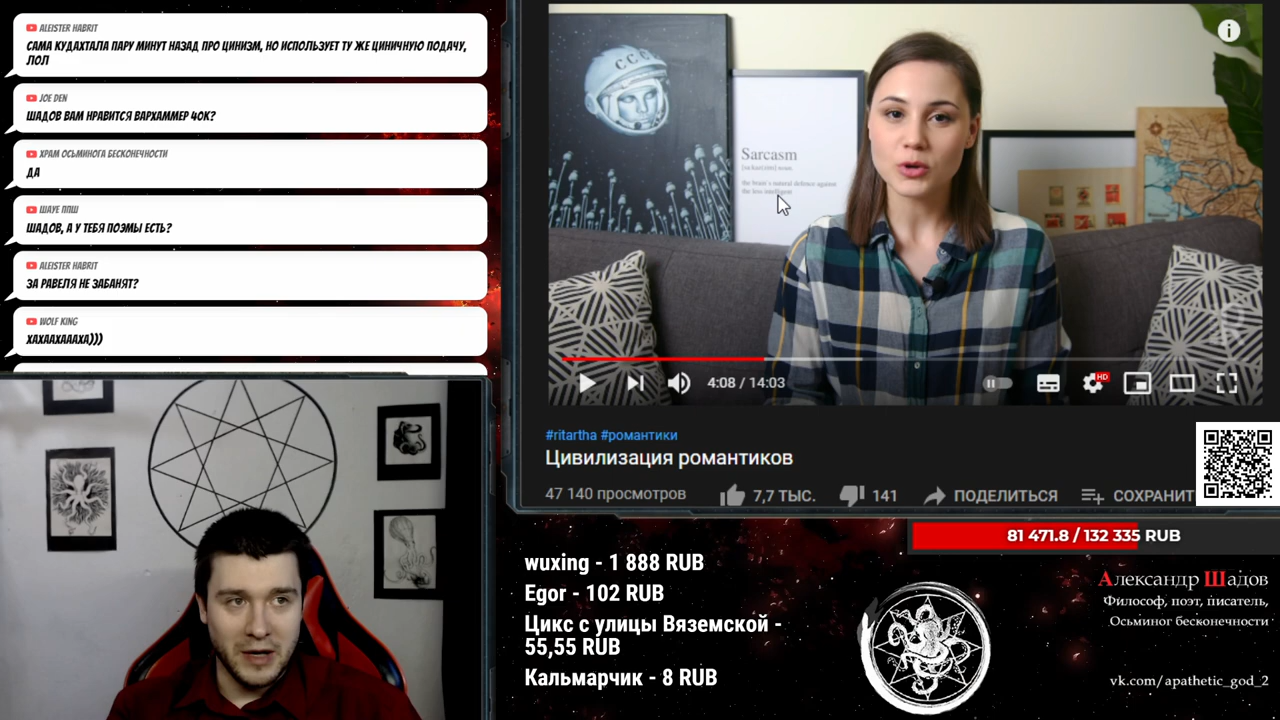 ALEISTER HABRIT
САМА КУДАХТАЛА ПАРУ МИНУТ НАЗАД ПРО ЦИНИЗМ, НО ИСПОЛЬЗУЕТ ТУ ЖЕ ЦИНИЧНУЮ ПОДАЧУ,
ЛОЛ
JOE DEN
ШАДОВ ВАМ НРАВИТСЯ ВАРХАММЕР 40К?
ХРАМ ОСЬМИНОГА БЕСКОНЕЧНОСТИ
ДА
ШАУЕ ППШ
ШАДОВ, А У ТЕБЯ ПОЭМЫ ЕСТЬ?
ALEISTER HABRIT
ЗА РАВЕЛЯ НЕ ЗАБАНЯТ?
WOLF KING
ХАХААХАААХА)))
СССР
Sarcasm
the brain's natural defence against
the less intelligent
4:08 / 14:03
HD
#ritartha #романтики
Цивилизация романтиков
47 140 просмотров
7,7 ТЫС.
141
ПОДЕЛИТЬСЯ
СОХРАНИТ
81 471.8 / 132 335 RUB
wuxing - 1 888 RUB
Egor - 102 RUB
Цикс с улицы Вяземской -
55,55 RUB
Кальмарчик - 8 RUB
Александр Шадов
Философ, поэт, писатель,
Осьминог бесконечности
vk.com/apathetic_god_2